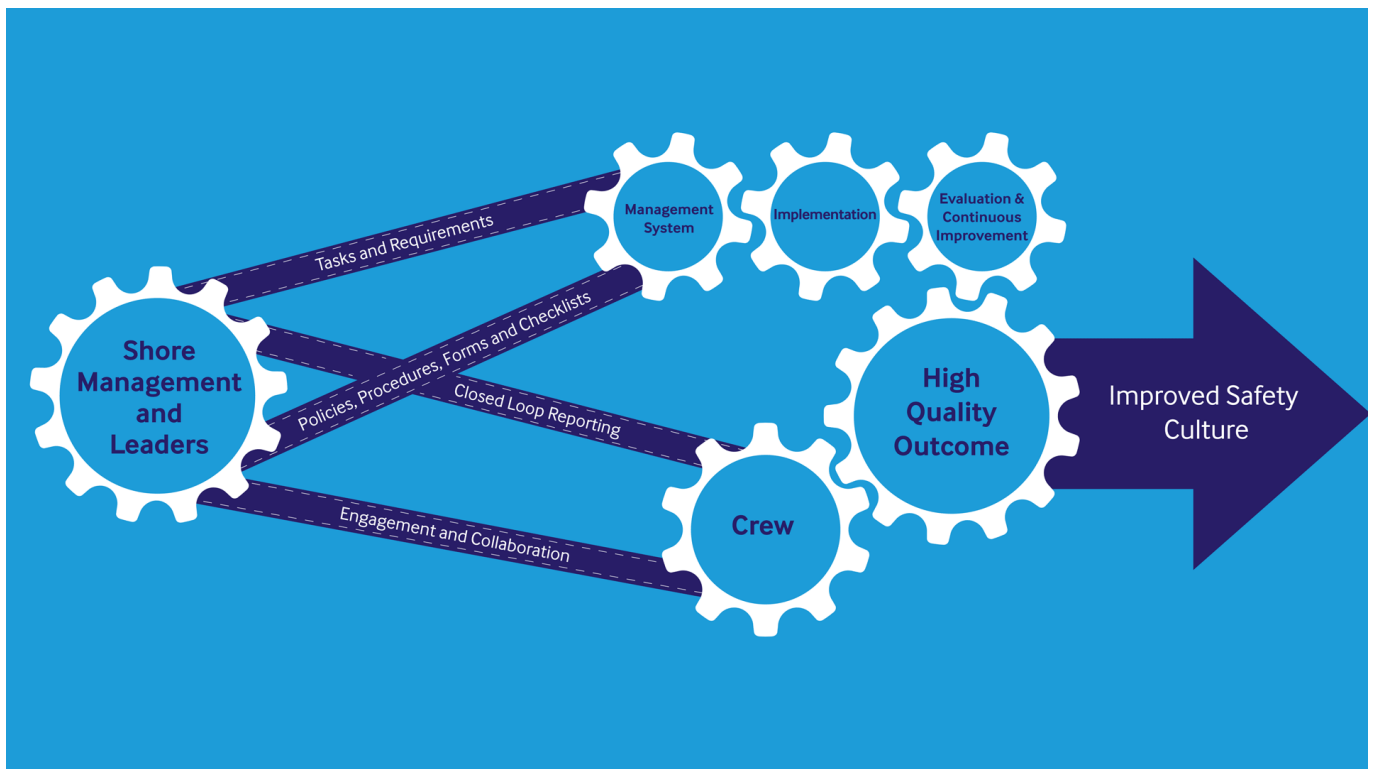 Tasks and Requirements
Management
System
Implementation
Evaluation &
Continuous
Improvement
Shore
Management
and
Leaders
Policies, Procedures, Forms and Checklists
Closed Loop Reporting
Engagement and Collaboration
Crew
High
Quality
Outcome
Improved Safety
Culture